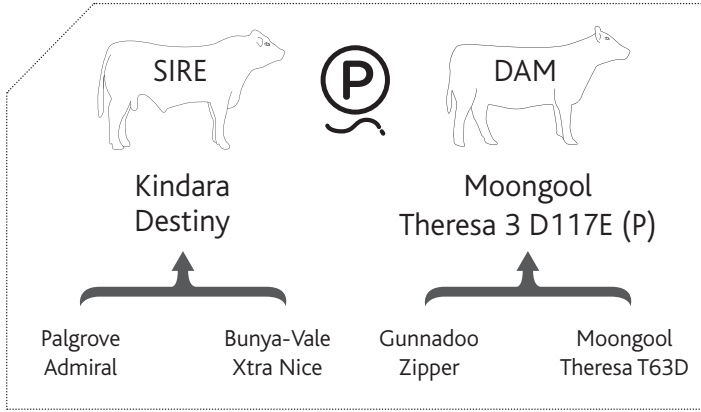 SIRE
P
DAM
Kindara
Destiny
Moongool
Theresa 3 D117E (P)
Palgrove
Admiral
Bunya-Vale
Xtra Nice
Gunnadoo
Zipper
Moongool
Theresa T63D